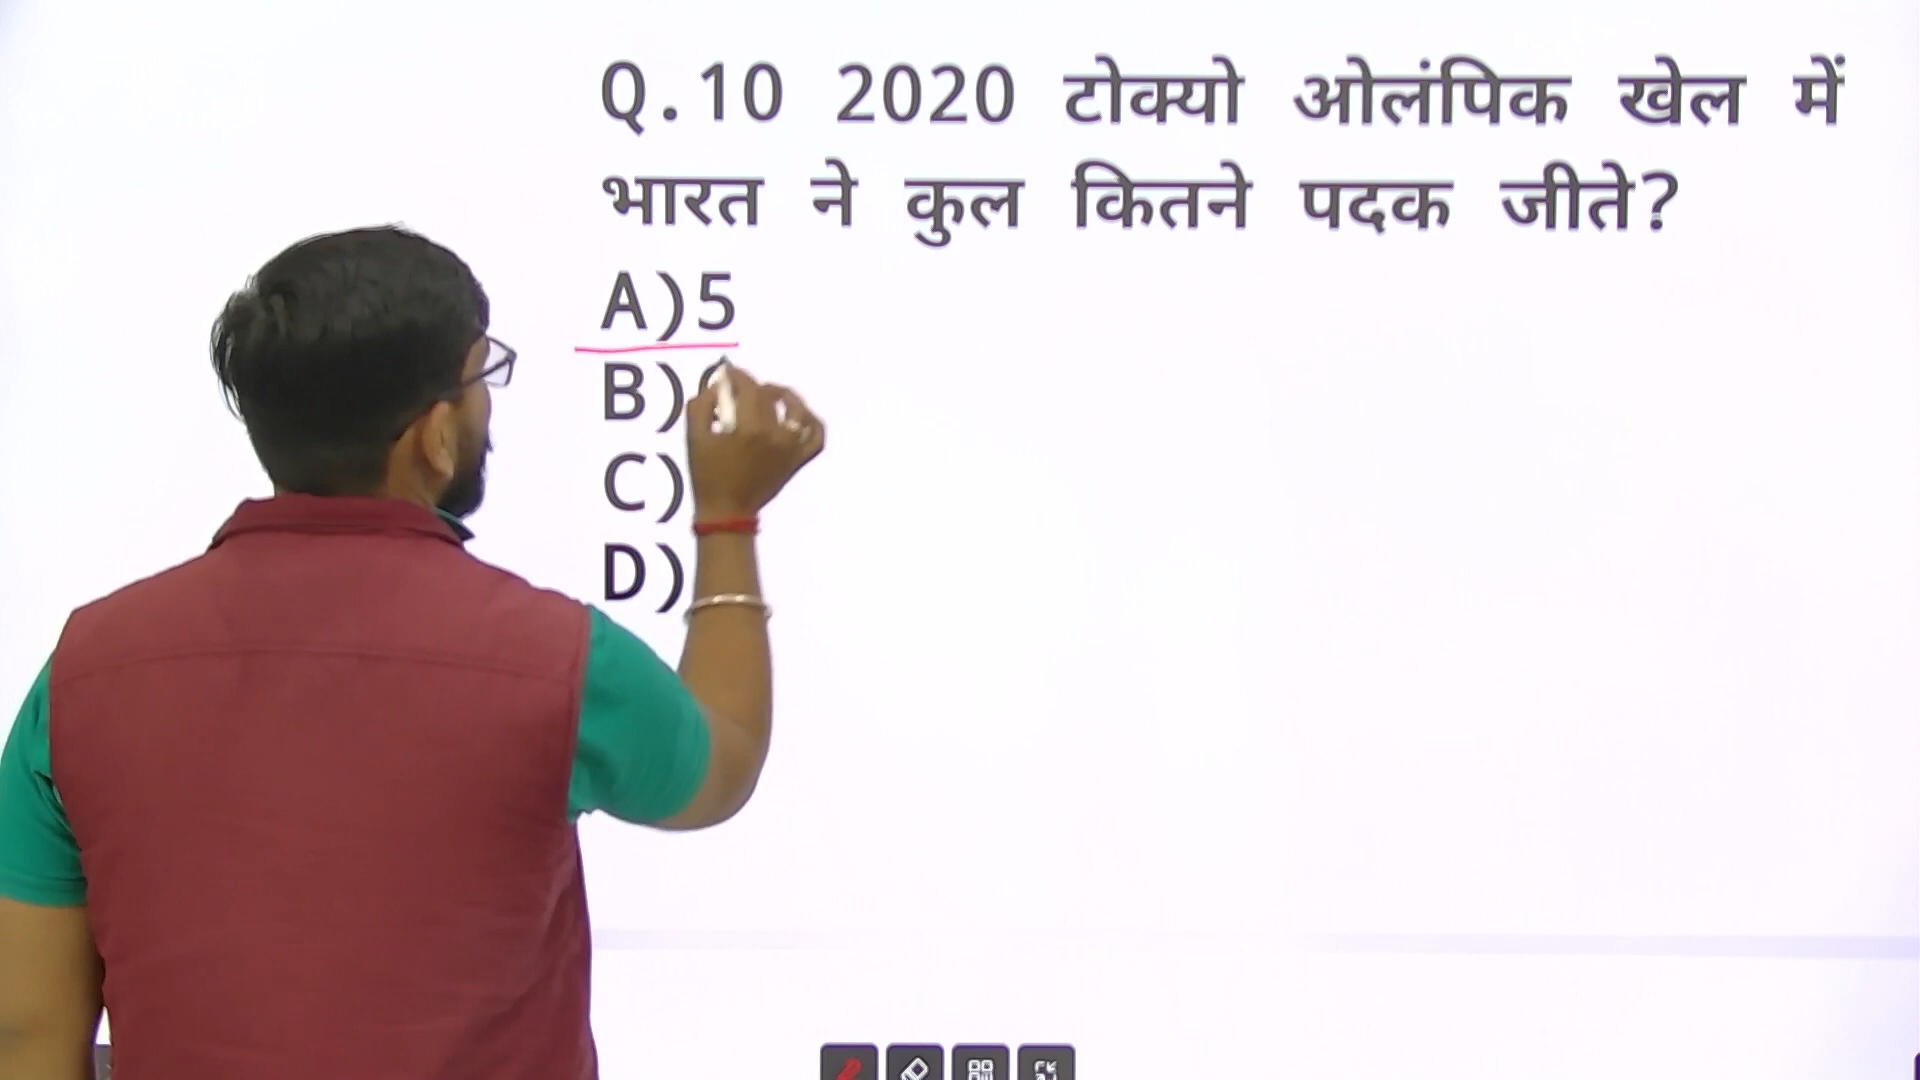 Q.10 2020 टोक्यो ओलंपिक खेल में
भारत ने कुल कितने पदक जीते?
A)5
B)
C)
D)